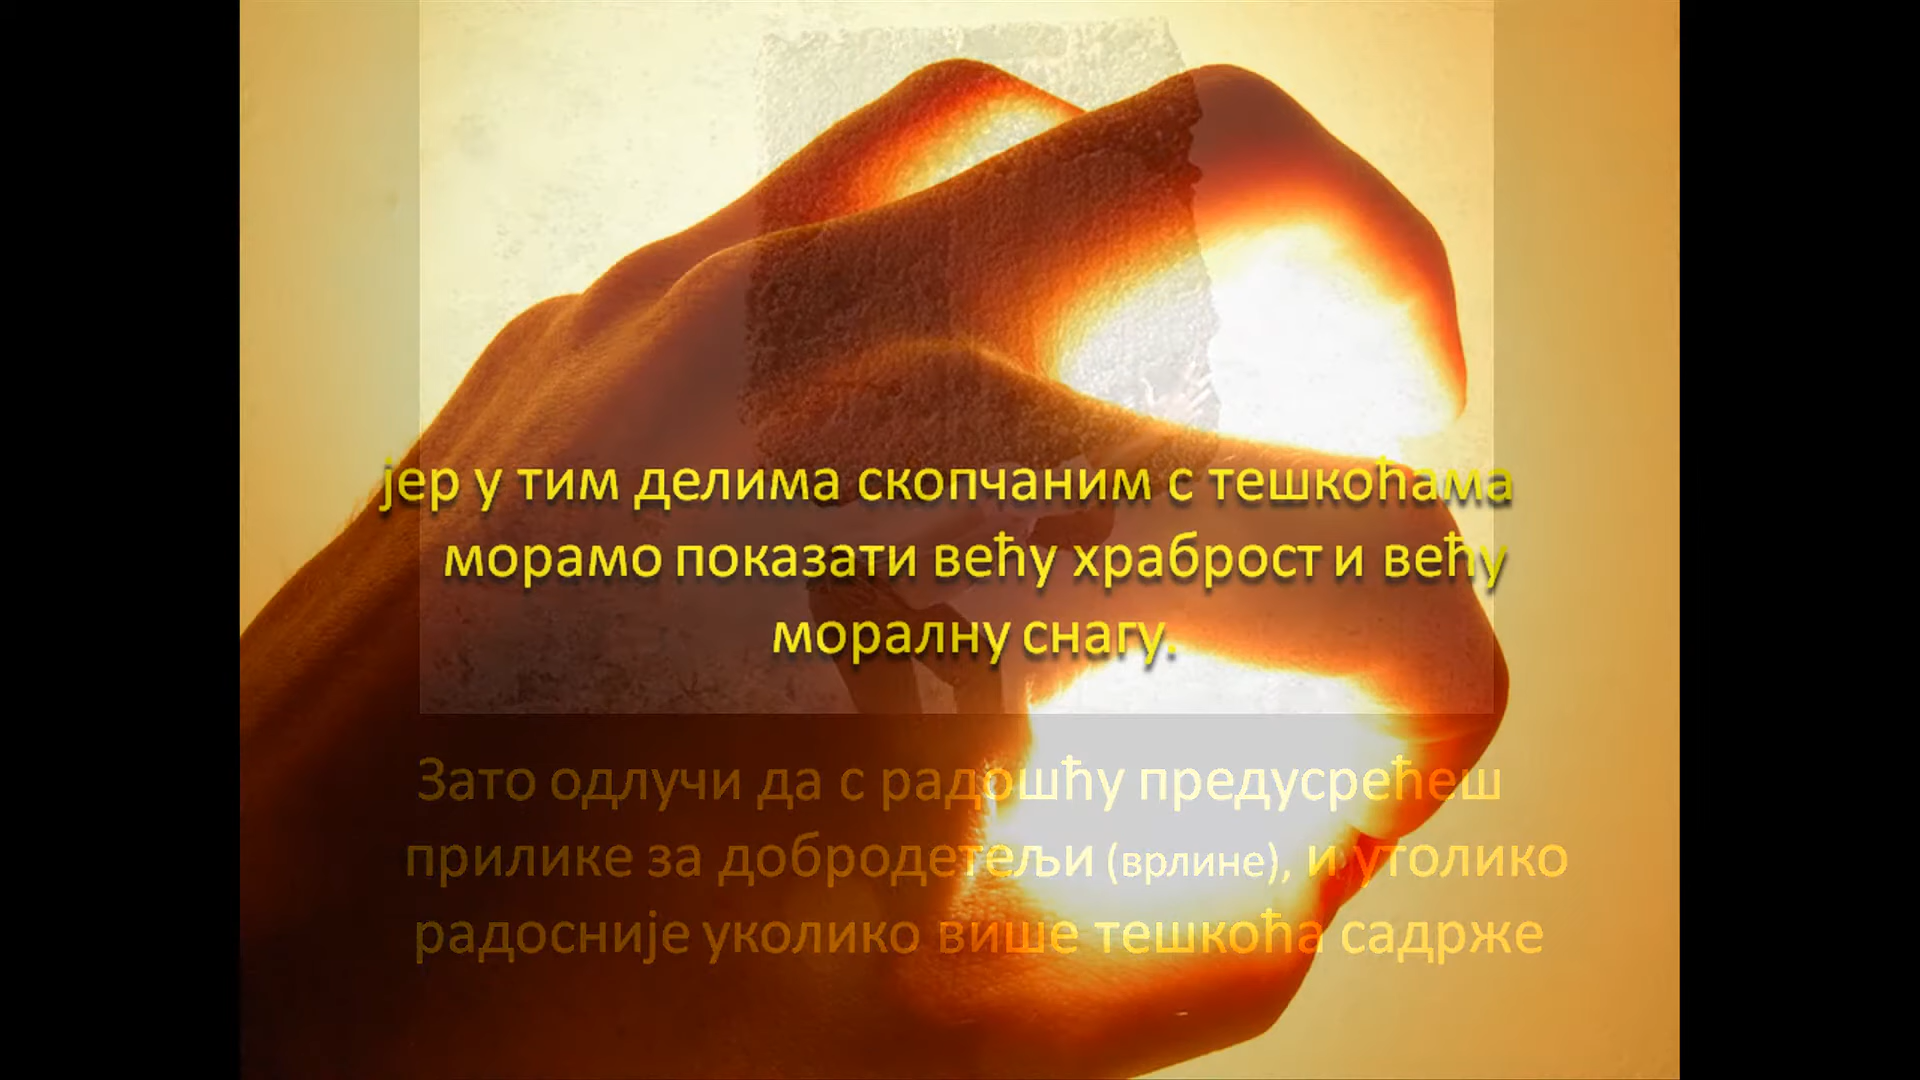 јер у тим делима скопчаним с тешкоћама
морамо показати већу храброст и већу
моралну снагу.
Зато одлучи да с радошћу предусрећеш
прилике за добродетељи (врлине), и утолико
радосније уколико више тешкоћа садрже